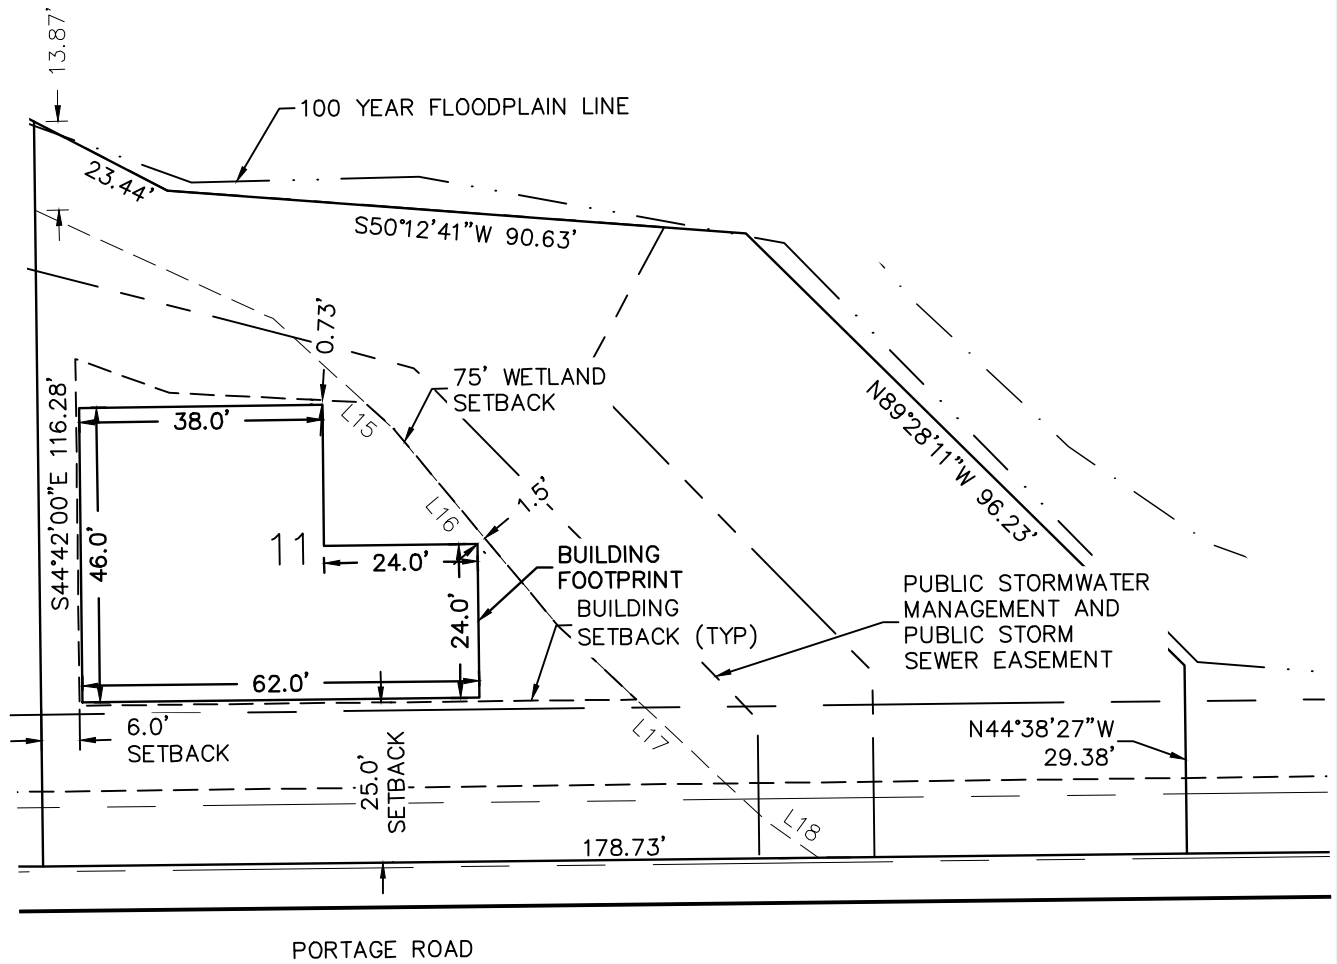 13.87'
100 YEAR FLOODPLAIN LINE
23.44'
S50°12'41"W 90.63'
0.73'
75' WETLAND
SETBACK
N89°28'11"W 96.23'
S44°42'00"E 116.28'
38.0'
L15
L16
1.5'
46.0'
11
24.0'
BUILDING
FOOTPRINT
24.0'
BUILDING
SETBACK (TYP)
PUBLIC STORMWATER
MANAGEMENT AND
PUBLIC STORM
SEWER EASEMENT
62.0'
6.0'
SETBACK
25.0'
SETBACK
L17
N44°38'27"W
29.38'
L18
178.73'
PORTAGE ROAD